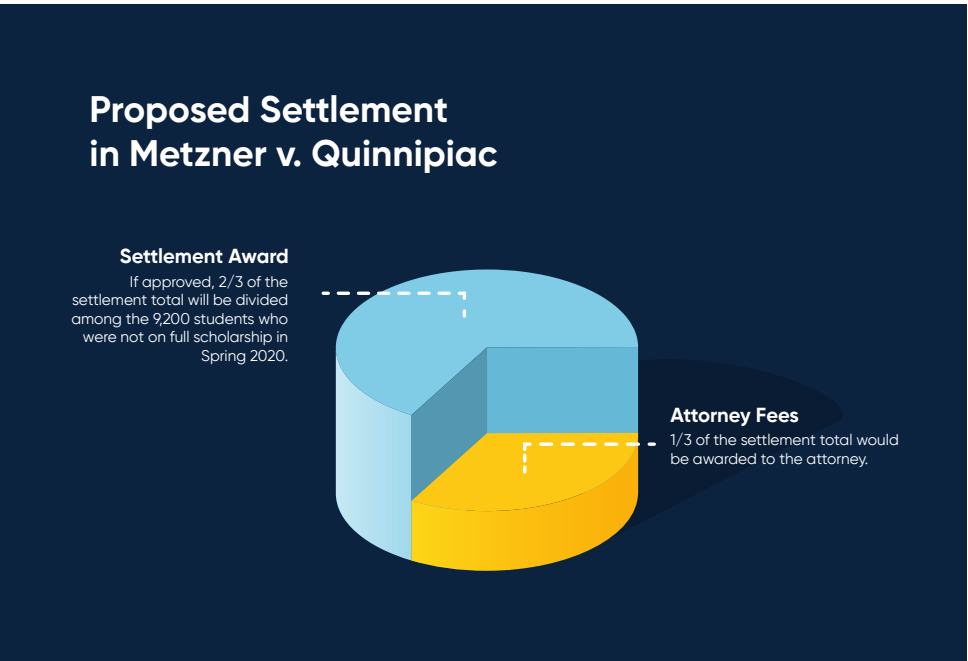 Proposed Settlement
in Metzner v. Quinnipiac
Settlement Award
If approved, 2/3 of the
settlement total will be divided
among the 9,200 students who
were not on full scholarship in
Spring 2020.
Attorney Fees
1/3 of the settlement total would
be awarded to the attorney.